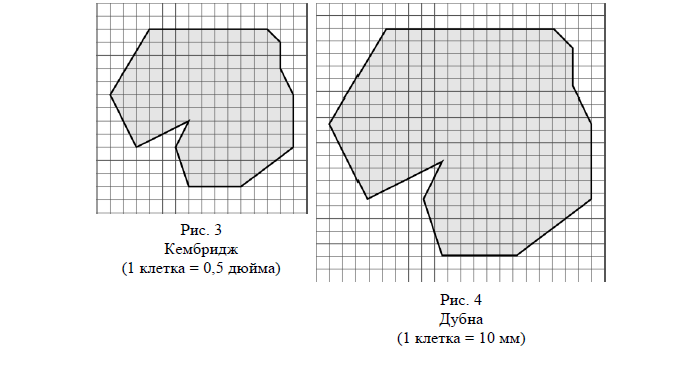 Рис. 3
Кембридж
(1 клетка = 0,5 дюйма)
Рис. 4
Дубна
(1 клетка = 10 мм)